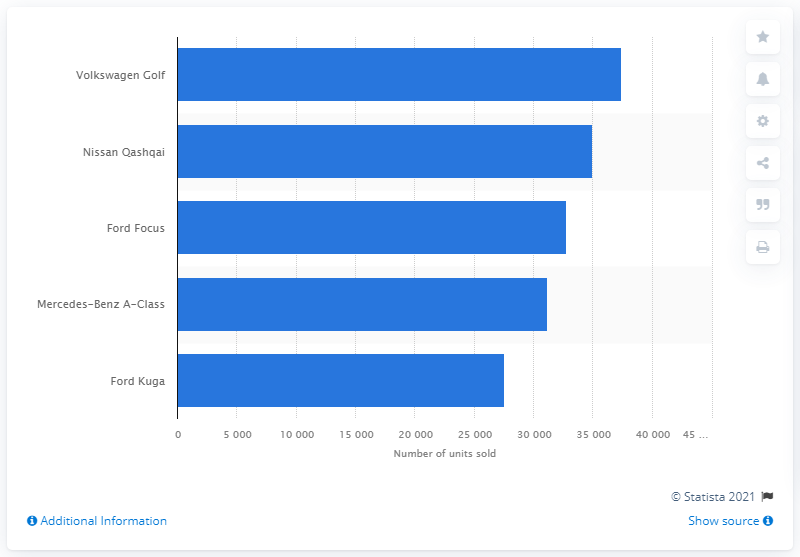 Volkswagen Golf
Nissan Qashqai
Ford Focus
Mercedes-Benz A-Class
Ford Kuga
0 5 000 10 000 15 000 20 000 25 000 30 000 35 000 40 000 45 ...
Number of units sold
© Statista 2021
Additional Information
Show source